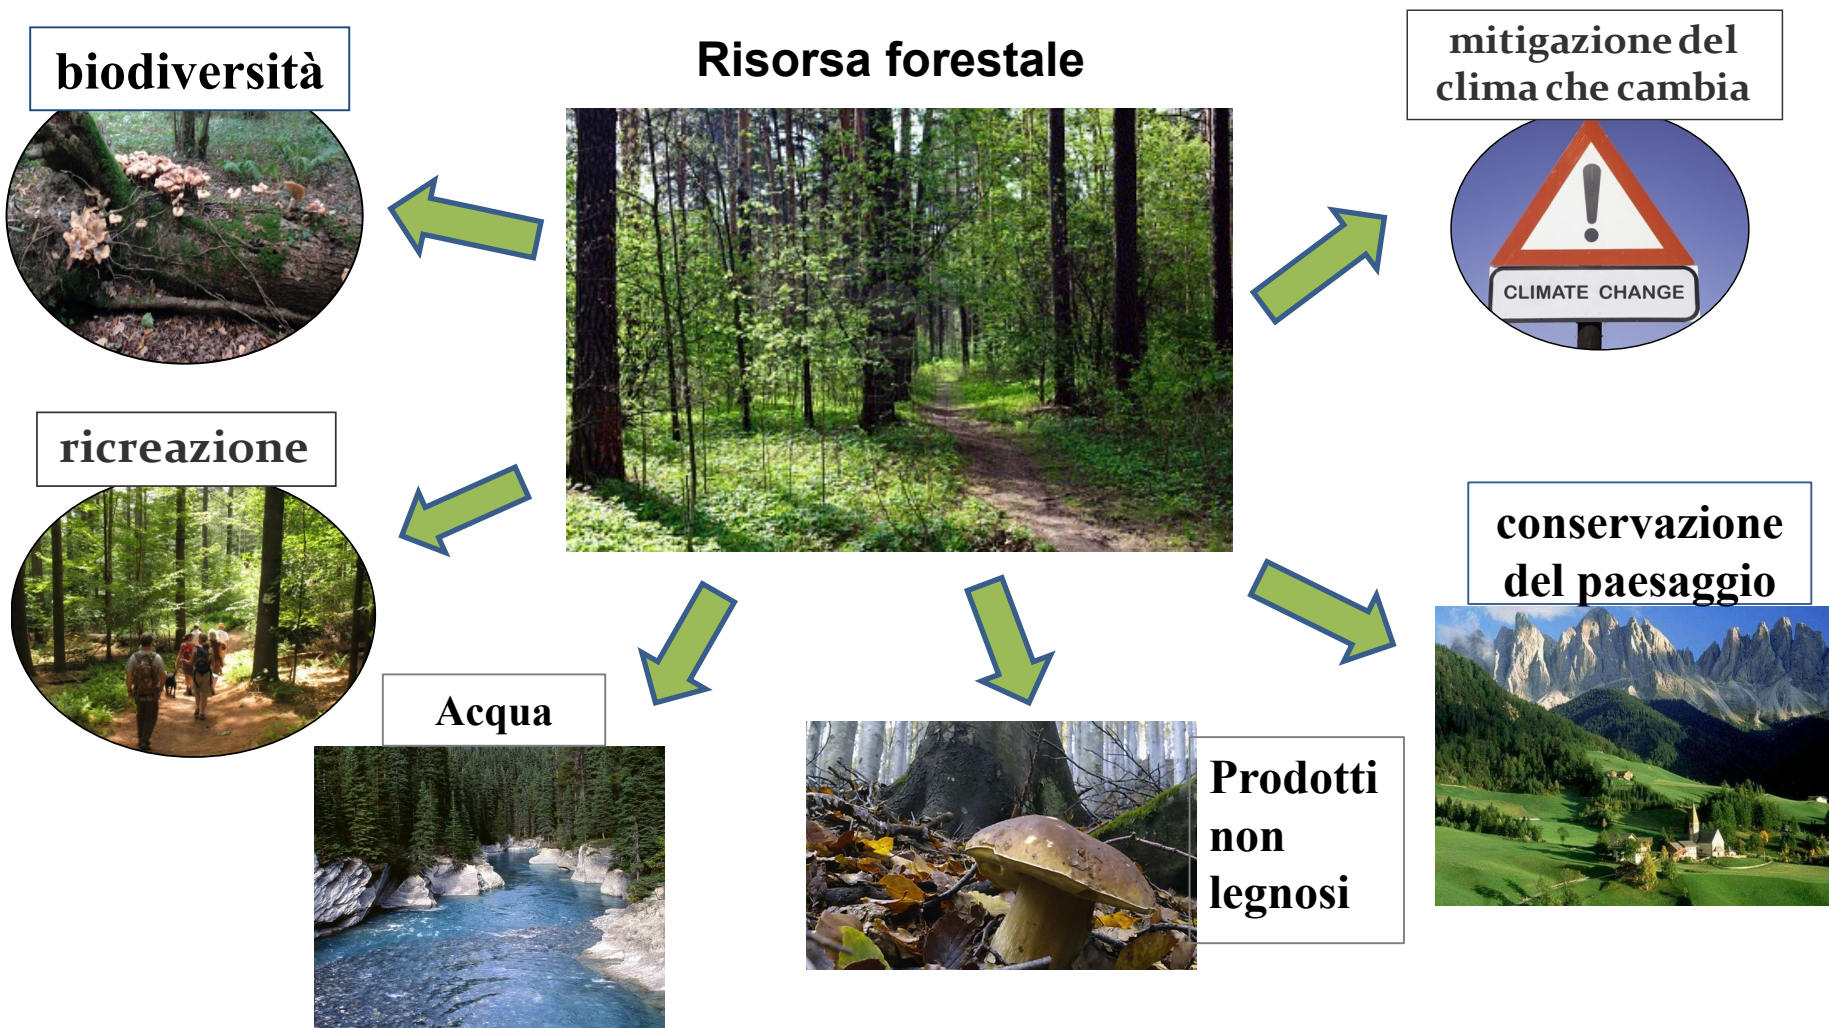 Risorsa forestale
biodiversità
mitigazione del
clima che cambia
CLIMATE CHANGE
ricreazione
conservazione
del paesaggio
Acqua
Prodotti
non
legnosi